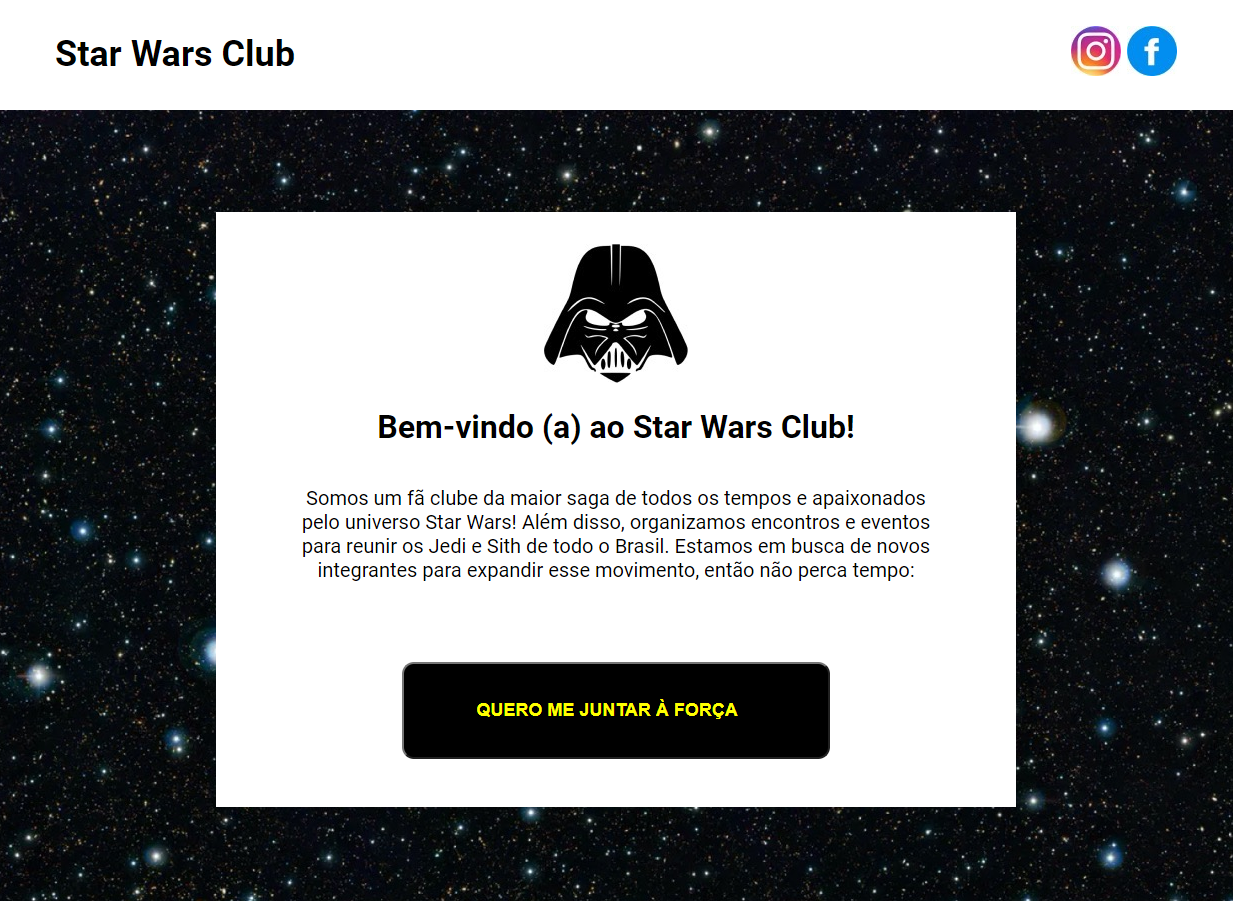 Star Wars Club
Bem-vindo (a) ao Star Wars Club!
Somos um fã clube da maior saga de todos os tempos e apaixonados
pelo universo Star Wars! Além disso, organizamos encontros e eventos
para reunir os Jedi e Sith de todo o Brasil. Estamos em busca de novos
integrantes para expandir esse movimento, então não perca tempo:
QUERO ME JUNTAR À FORÇA